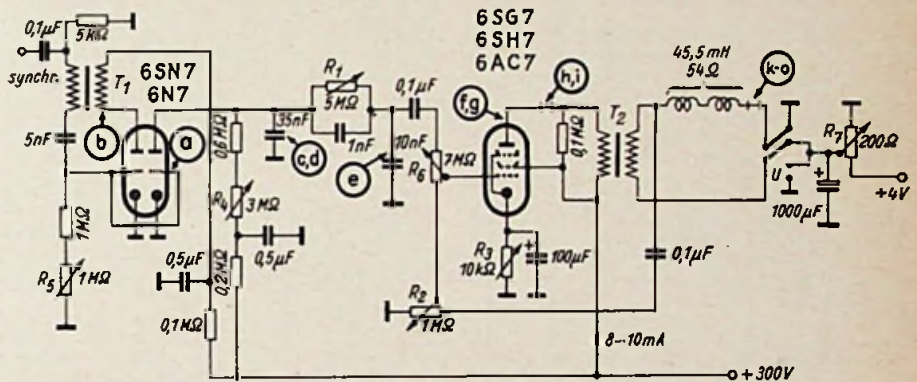 0,1µF
5kΩ
synchr.
T1
6SN7
6N7
5nF
b
a
1MΩ
R5
1MΩ
0,5µF
0,1MΩ
0,6MΩ
R4
3MΩ
0,2MΩ
0,5µF
35nF
c,d
R1
5MΩ
1nF
e
10nF
0,1µF
7MΩ
R6
R2
1MΩ
6SG7
6SH7
6AC7
f,g
h,i
R3
10kΩ
100µF
0,1MΩ
T2
8–10mA
45,5mH
54Ω
k-o
0,1µF
u
R7
200Ω
+4V
+
1000µF
+
+300V